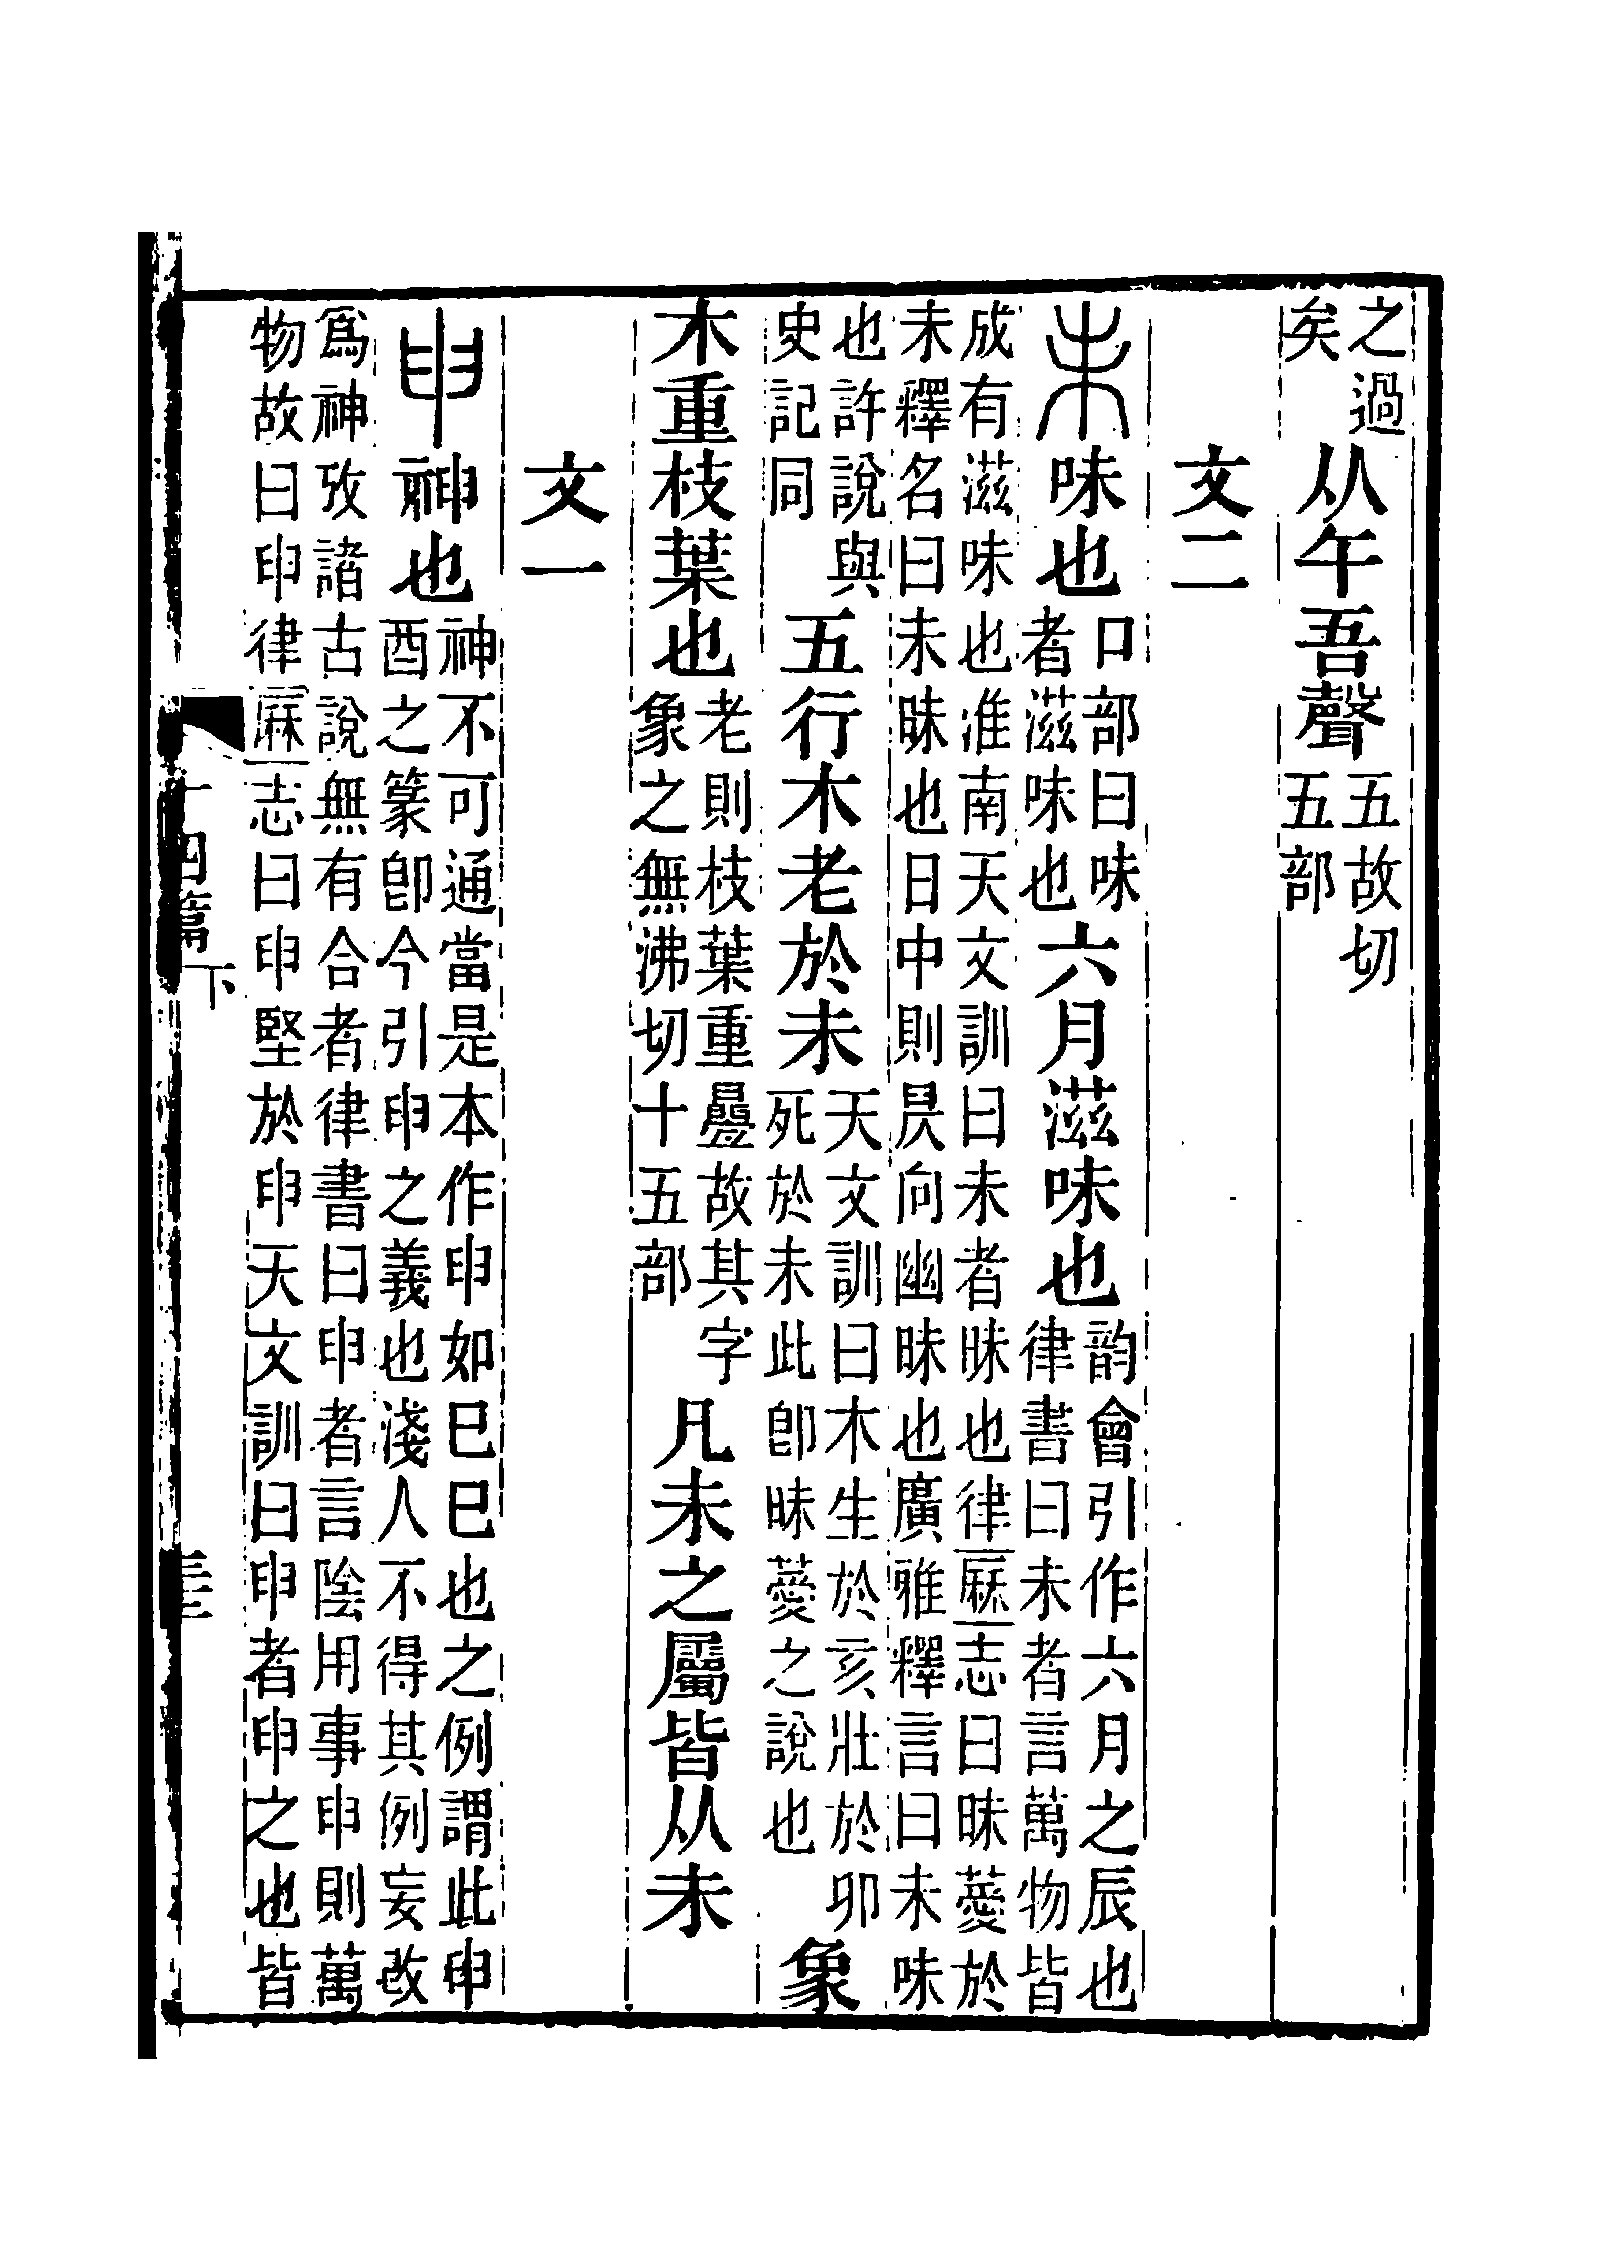 之過矣从午吾聲五故切五部
文二
未味也口部曰味者滋味也六月滋味也韵會引作六月之辰也律書曰未者言萬物皆
成有滋味也淮南天文訓曰未者昧也律厤志曰昧薆於
未釋名曰未昧也日中則昃向幽昧也廣雅釋言曰未味
也許說與史記同五行木老於未天文訓曰木生於亥壯於卯死於未此卽昧薆之說也象
木重枝葉也老則枝葉重曡故其字象之無沸切十五部凡未之屬皆从未
文一
申神也神不可通當是本作申如巳巳也之例謂此申
酉之篆卽今引申之義也淺人不得其例妄改
爲神攷諸古說無有合者律書曰申者言陰用事申則萬
物故曰申律厤志曰申堅於申天文訓曰申者申之也皆
十四篇下